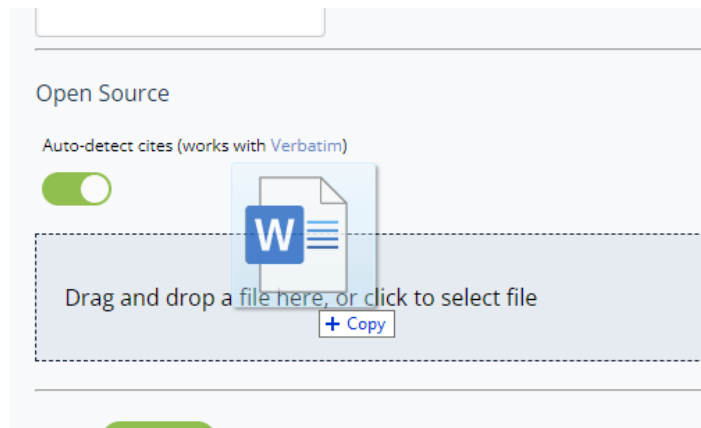 Open Source
Auto-detect cites (works with Verbatim)
W
Drag and drop a file here, or click to select file
+ Copy